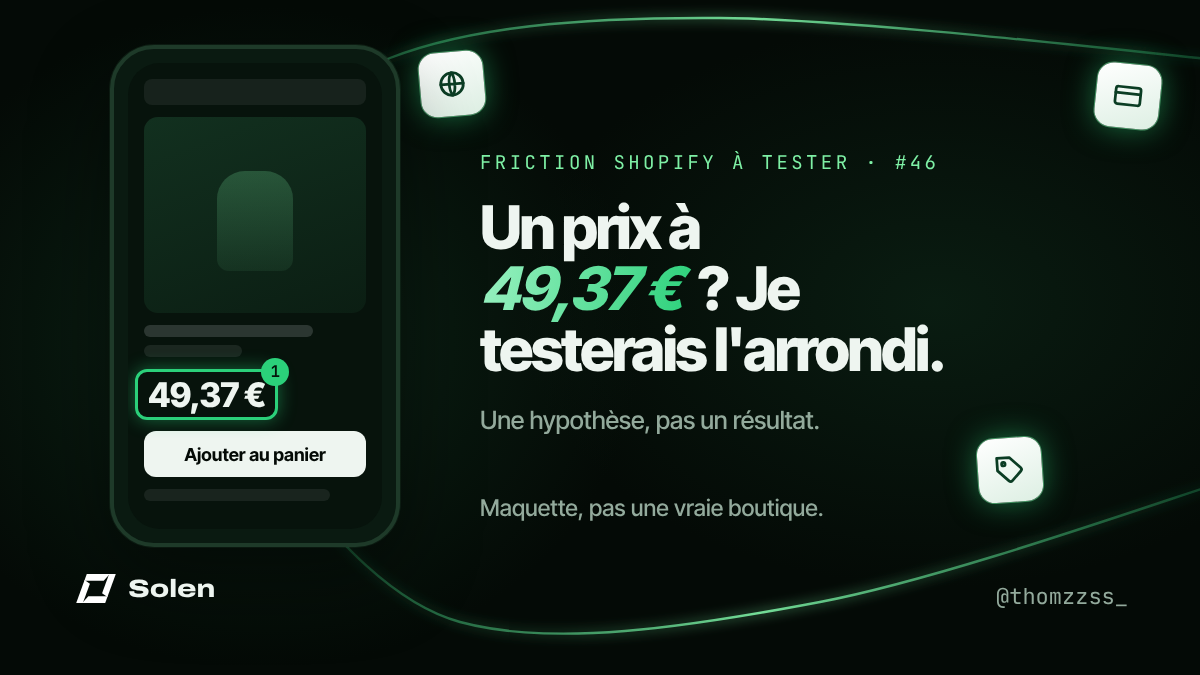 FRICTION SHOPIFY À TESTER · #46
Un prix à
49,37 € ? Je
testerais l'arrondi.
Une hypothèse, pas un résultat.
Maquette, pas une vraie boutique.
1
49,37 €
Ajouter au panier
Solen
@thomzzss_